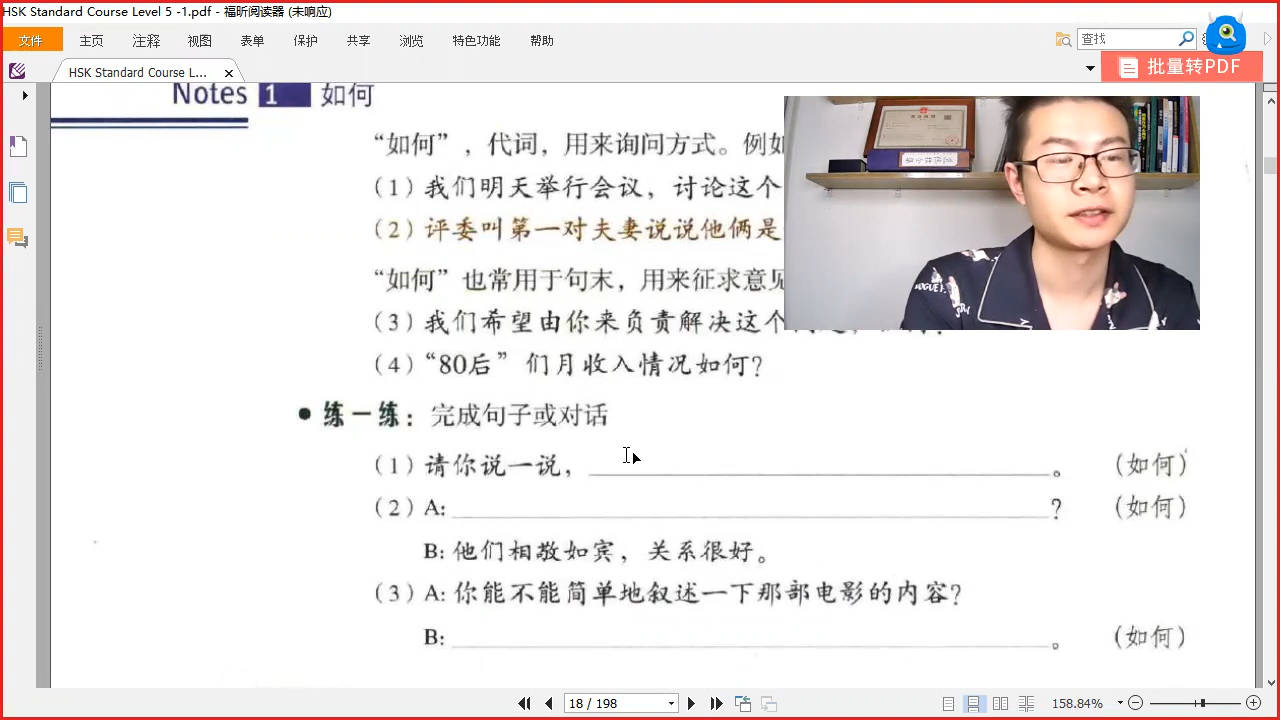 HSK Standard Course Level 5 -1.pdf - 福昕阅读器 (未响应)
文件 主页 注释 视图 表单 保护 共享 浏览 特色功能 帮助 查找
HSK Standard Course L...
批量转PDF
Notes 1 如何
“如何”，代词，用来询问方式。例如
（1）我们明天举行会议，讨论这个
（2）评委叫第一对夫妻说说他俩是
“如何”也常用于句末，用来征求意见
（3）我们希望由你来负责解决这个
（4）“80后”们月收入情况如何？
● 练一练：完成句子或对话
（1）请你说一说，____。（如何）
（2）A: ____？（如何）
B: 他们相敬如宾，关系很好。
（3）A: 你能不能简单地叙述一下那部电影的内容？
B: ____。（如何）
18 / 198
158.84%